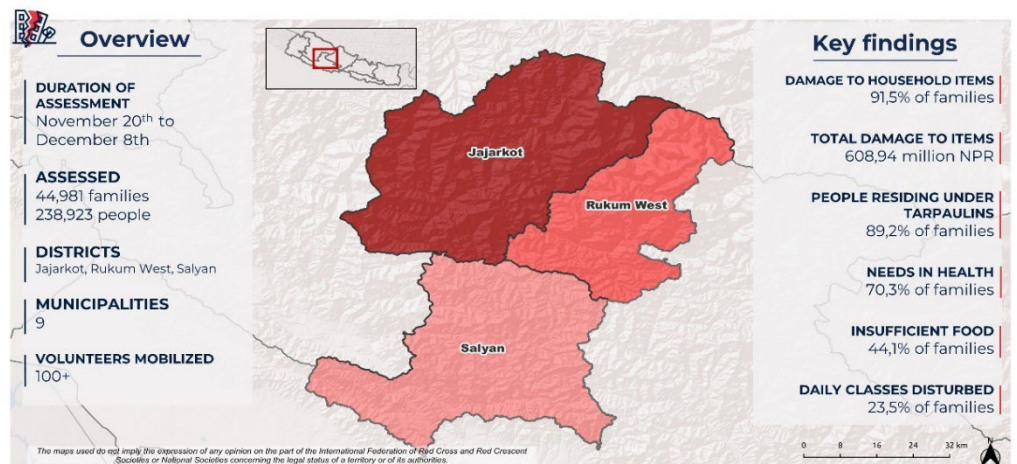 Overview
DURATION OF
ASSESSMENT
November 20th to
December 8th
ASSESSED
44,981 families
238,923 people
DISTRICTS
Jajarkot, Rukum West, Salyan
MUNICIPALITIES
9
VOLUNTEERS MOBILIZED
100+
Jajarkot
Rukum West
Salyan
Key findings
DAMAGE TO HOUSEHOLD ITEMS
91,5% of families
TOTAL DAMAGE TO ITEMS
608,94 million NPR
PEOPLE RESIDING UNDER
TARPAULINS
89,2% of families
NEEDS IN HEALTH
70,3% of families
INSUFFICIENT FOOD
44,1% of families
DAILY CLASSES DISTURBED
23,5% of families
0 8 16 24 32 km
N
The maps used do not imply the expression of any opinion on the part of the International Federation of Red Cross and Red Crescent
Societies or National Societies concerning the legal status of a territory or of its authorities.